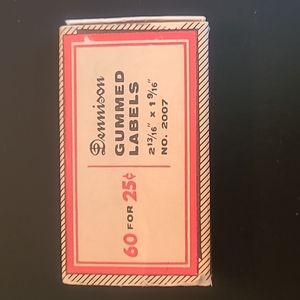 Dennison
GUMMED
LABELS
2 13/16" x 1 9/16"
NO. 2007
60 FOR 25¢